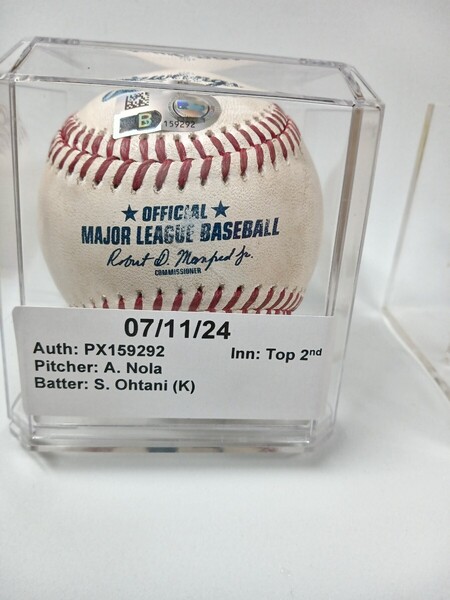 B
159292
★ OFFICIAL ★
MAJOR LEAGUE BASEBALL
Robert D. Manfred Jr.
COMMISSIONER
07/11/24
Auth: PX159292 Inn: Top 2nd
Pitcher: A. Nola
Batter: S. Ohtani (K)